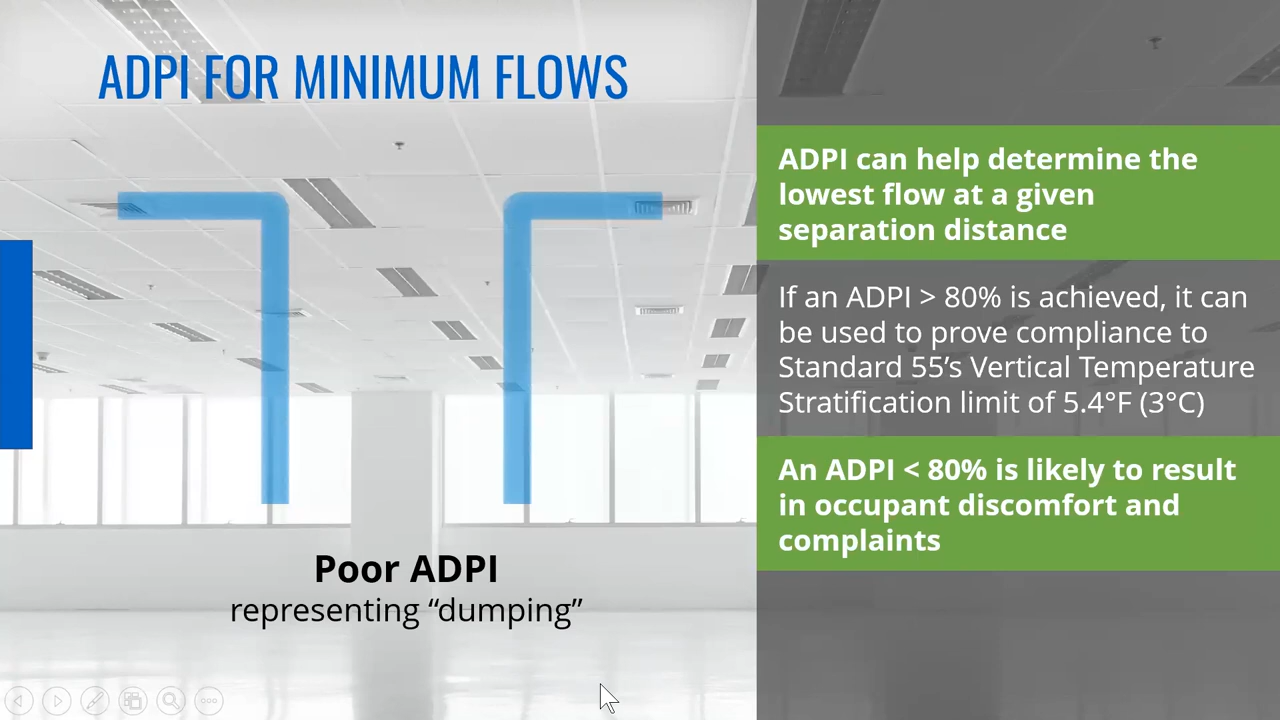 ADPI FOR MINIMUM FLOWS
ADPI can help determine the
lowest flow at a given
separation distance
If an ADPI > 80% is achieved, it can
be used to prove compliance to
Standard 55’s Vertical Temperature
Stratification limit of 5.4°F (3°C)
An ADPI < 80% is likely to result
in occupant discomfort and
complaints
Poor ADPI
representing “dumping”